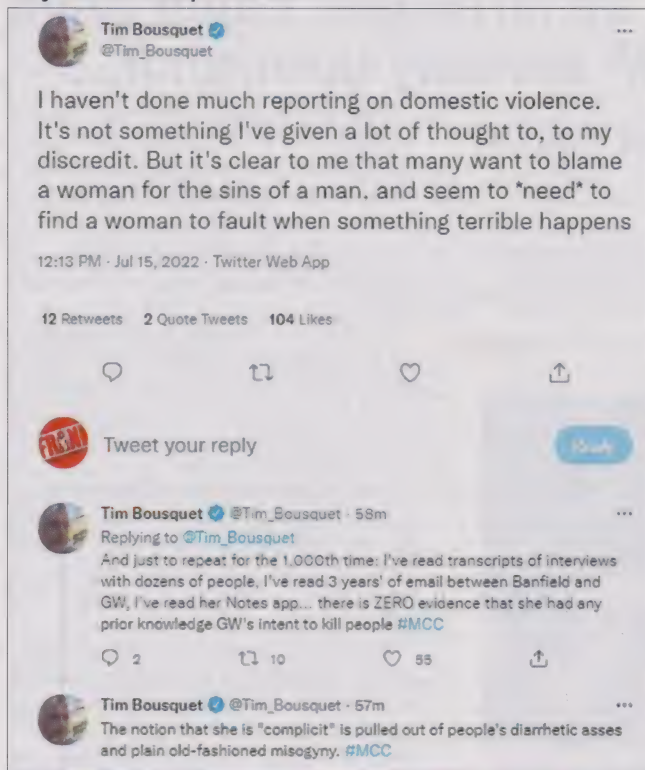 Tim Bousquet
@Tim_Bousquet
I haven't done much reporting on domestic violence.
It's not something I've given a lot of thought to, to my
discredit. But it's clear to me that many want to blame
a woman for the sins of a man. and seem to *need* to
find a woman to fault when something terrible happens
12:13 PM · Jul 15, 2022 · Twitter Web App
12 Retweets 2 Quote Tweets 104 Likes
Tweet your reply
Reply
Tim Bousquet @Tim_Bousquet · 58m
Replying to @Tim_Bousquet
And just to repeat for the 1,000th time: I've read transcripts of interviews
with dozens of people, I've read 3 years' of email between Banfield and
GW, I've read her Notes app... there is ZERO evidence that she had any
prior knowledge GW's intent to kill people #MCC
2 10 55
Tim Bousquet @Tim_Bousquet · 57m
The notion that she is "complicit" is pulled out of people's diarrhetic asses
and plain old-fashioned misogyny. #MCC